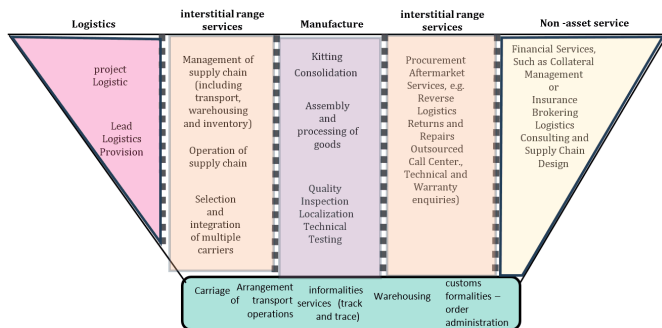 Logistics
interstitial range
services
Manufacture
interstitial range
services
Non -asset service
project
Logistic
Lead
Logistics
Provision
Management of
supply chain
(including
transport,
warehousing
and inventory)
Operation of
supply chain
Selection
and
integration
of multiple
carriers
Kitting
Consolidation
Assembly
and
processing of
goods
Quality
Inspection
Localization
Technical
Testing
Procurement
Aftermarket
Services, e.g.
Reverse
Logistics
Returns and
Repairs
Outsourced
Call Center.,
Technical and
Warranty
enquiries)
Financial Services,
Such as Collateral
Management
or
Insurance
Brokering
Logistics
Consulting and
Supply Chain
Design
Carriage
Arrangement
of transport
operations
informalities
services (track
and trace)
Warehousing
customs
formalities –
order
administration